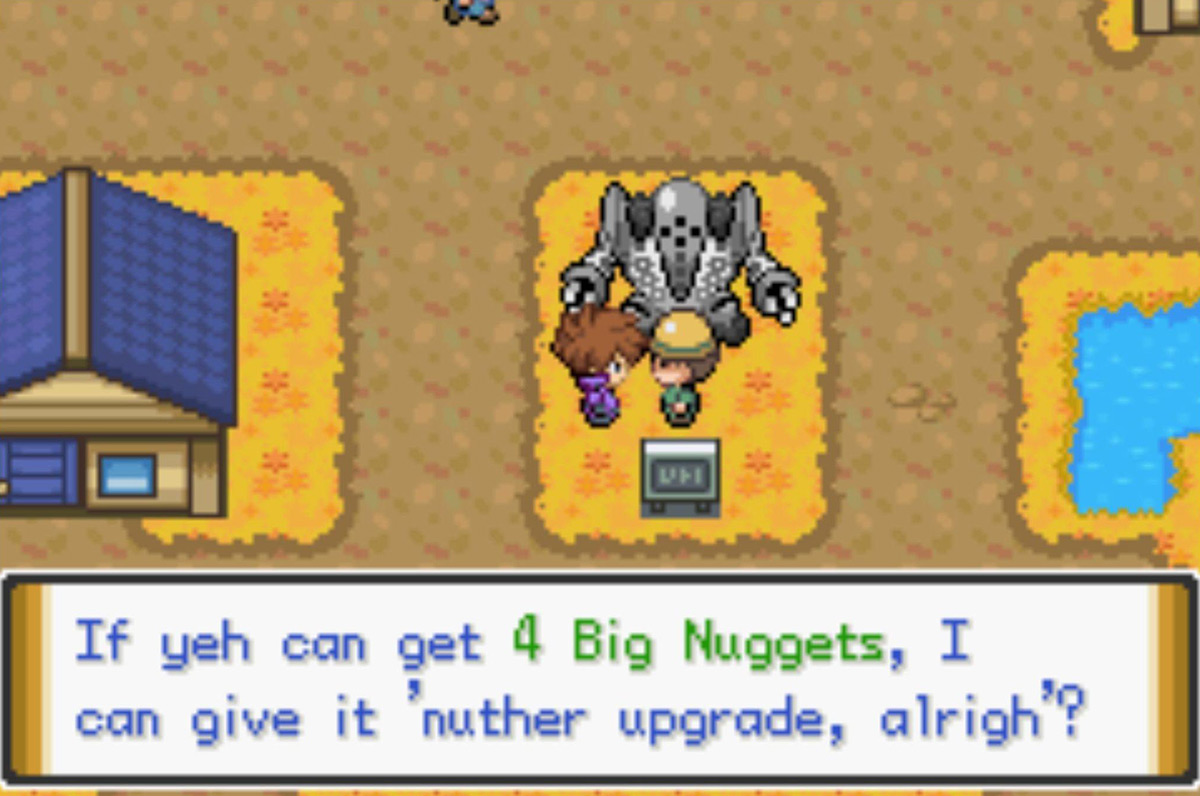 If yeh can get 4 Big Nuggets, I
can give it 'nuther upgrade, alrigh'?